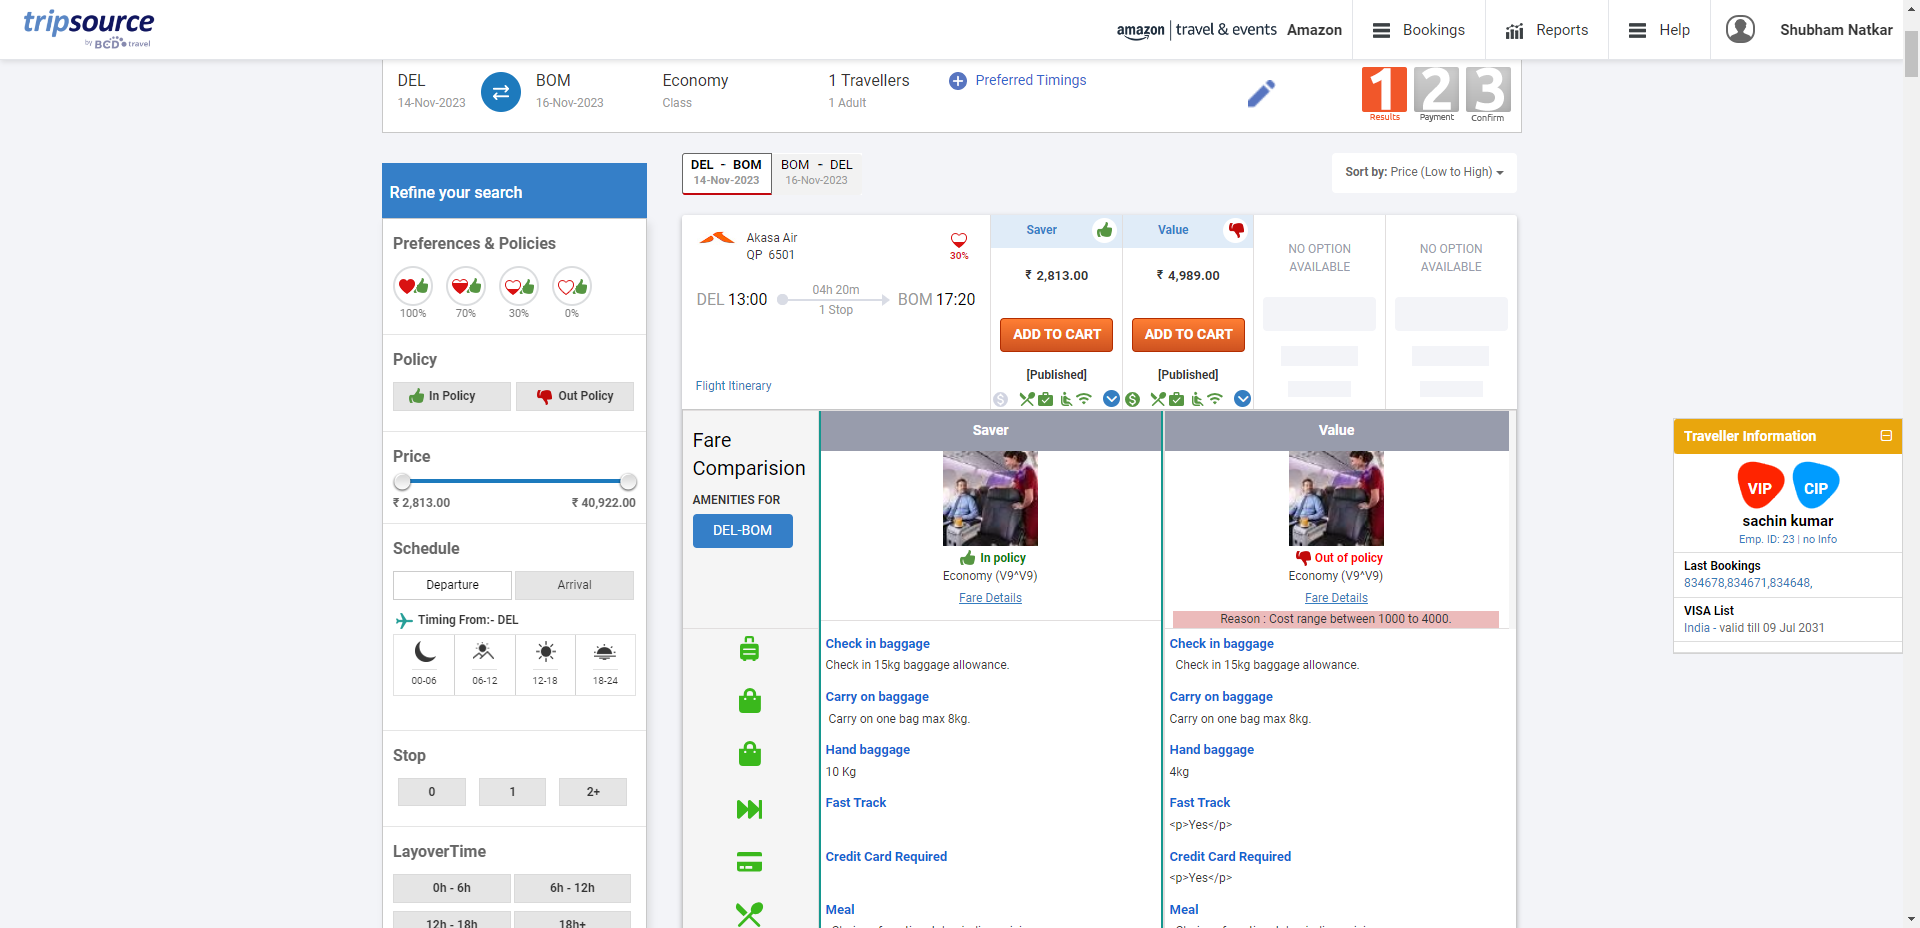 tripsource
by BCD travel
amazon | travel & events Amazon
Bookings
Reports
Help
Shubham Natkar
DEL
14-Nov-2023
BOM
16-Nov-2023
Economy
Class
1 Travellers
1 Adult
Preferred Timings
1 2 3
Results Payment Confirm
DEL - BOM
14-Nov-2023
BOM - DEL
16-Nov-2023
Sort by: Price (Low to High)
Refine your search
Preferences & Policies
100% 70% 30% 0%
Policy
In Policy
Out Policy
Price
₹ 2,813.00 ₹ 40,922.00
Schedule
Departure
Arrival
Timing From:- DEL
00-06 06-12 12-18 18-24
Stop
0 1 2+
LayoverTime
0h - 6h 6h - 12h
12h - 18h 18h+
Akasa Air
QP 6501
30%
DEL 13:00
04h 20m
1 Stop
BOM 17:20
Flight Itinerary
Saver
₹ 2,813.00
ADD TO CART
[Published]
Value
₹ 4,989.00
ADD TO CART
[Published]
NO OPTION
AVAILABLE
NO OPTION
AVAILABLE
Fare
Comparision
AMENITIES FOR
DEL-BOM
Saver
In policy
Economy (V9^V9)
Fare Details
Value
Out of policy
Economy (V9^V9)
Fare Details
Reason : Cost range between 1000 to 4000.
Check in baggage
Check in 15kg baggage allowance.
Check in baggage
Check in 15kg baggage allowance.
Carry on baggage
Carry on one bag max 8kg.
Carry on baggage
Carry on one bag max 8kg.
Hand baggage
10 Kg
Hand baggage
4kg
Fast Track
Fast Track
<p>Yes</p>
Credit Card Required
Credit Card Required
<p>Yes</p>
Meal
Meal
Traveller Information
VIP CIP
sachin kumar
Emp. ID: 23 | no Info
Last Bookings
834678,834671,834648,
VISA List
India - valid till 09 Jul 2031